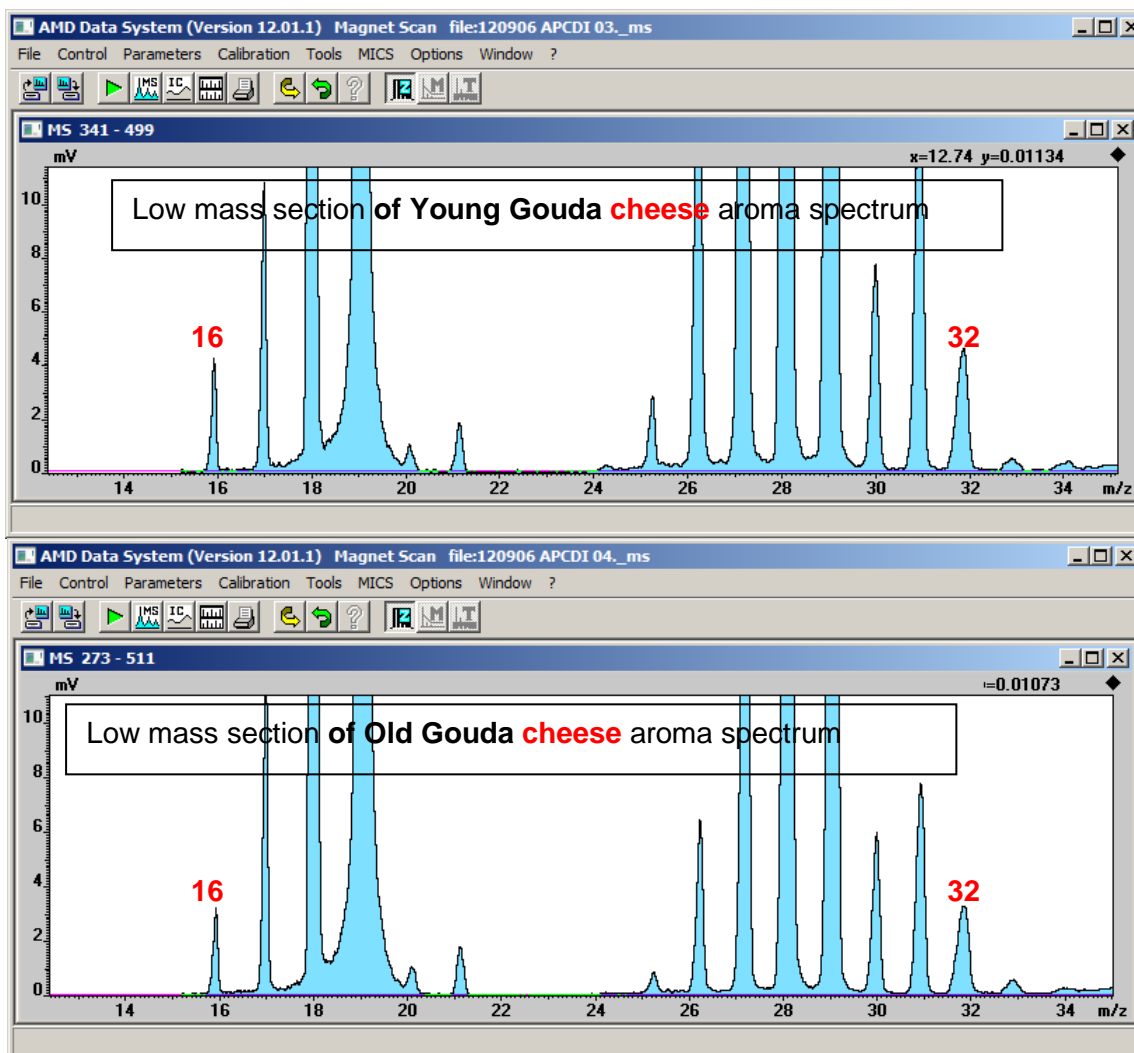 AMD Data System (Version 12.01.1) Magnet Scan file:120906 APCDI 03._ms
File Control Parameters Calibration Tools MICS Options Window ?
MS IC
MS 341 - 499
mV
x=12.74 y=0.01134
Low mass section of Young Gouda cheese aroma spectrum
10
8
6
4
2
0
16
32
14 16 18 20 22 24 26 28 30 32 34 m/z
AMD Data System (Version 12.01.1) Magnet Scan file:120906 APCDI 04._ms
File Control Parameters Calibration Tools MICS Options Window ?
MS IC
MS 273 - 511
mV
=0.01073
Low mass section of Old Gouda cheese aroma spectrum
10
8
6
4
2
0
16
32
14 16 18 20 22 24 26 28 30 32 34 m/z